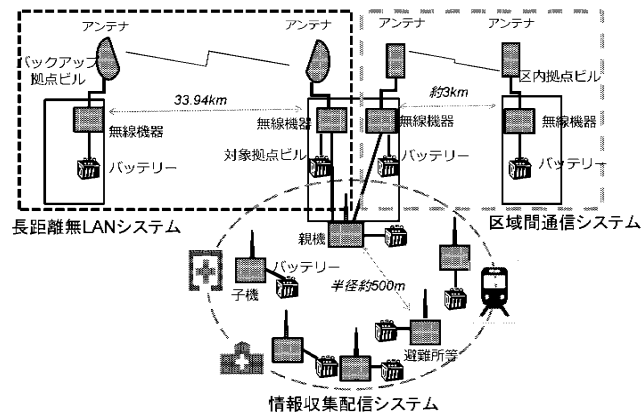 アンテナ
アンテナ
アンテナ
アンテナ
バックアップ
拠点ビル
区内拠点ビル
33.94km
約3km
無線機器
無線機器
無線機器
無線機器
バッテリー
対象拠点ビル
バッテリー
バッテリー
長距離無LANシステム
区域間通信システム
親機
バッテリー
子機
半径約500m
避難所等
情報収集配信システム